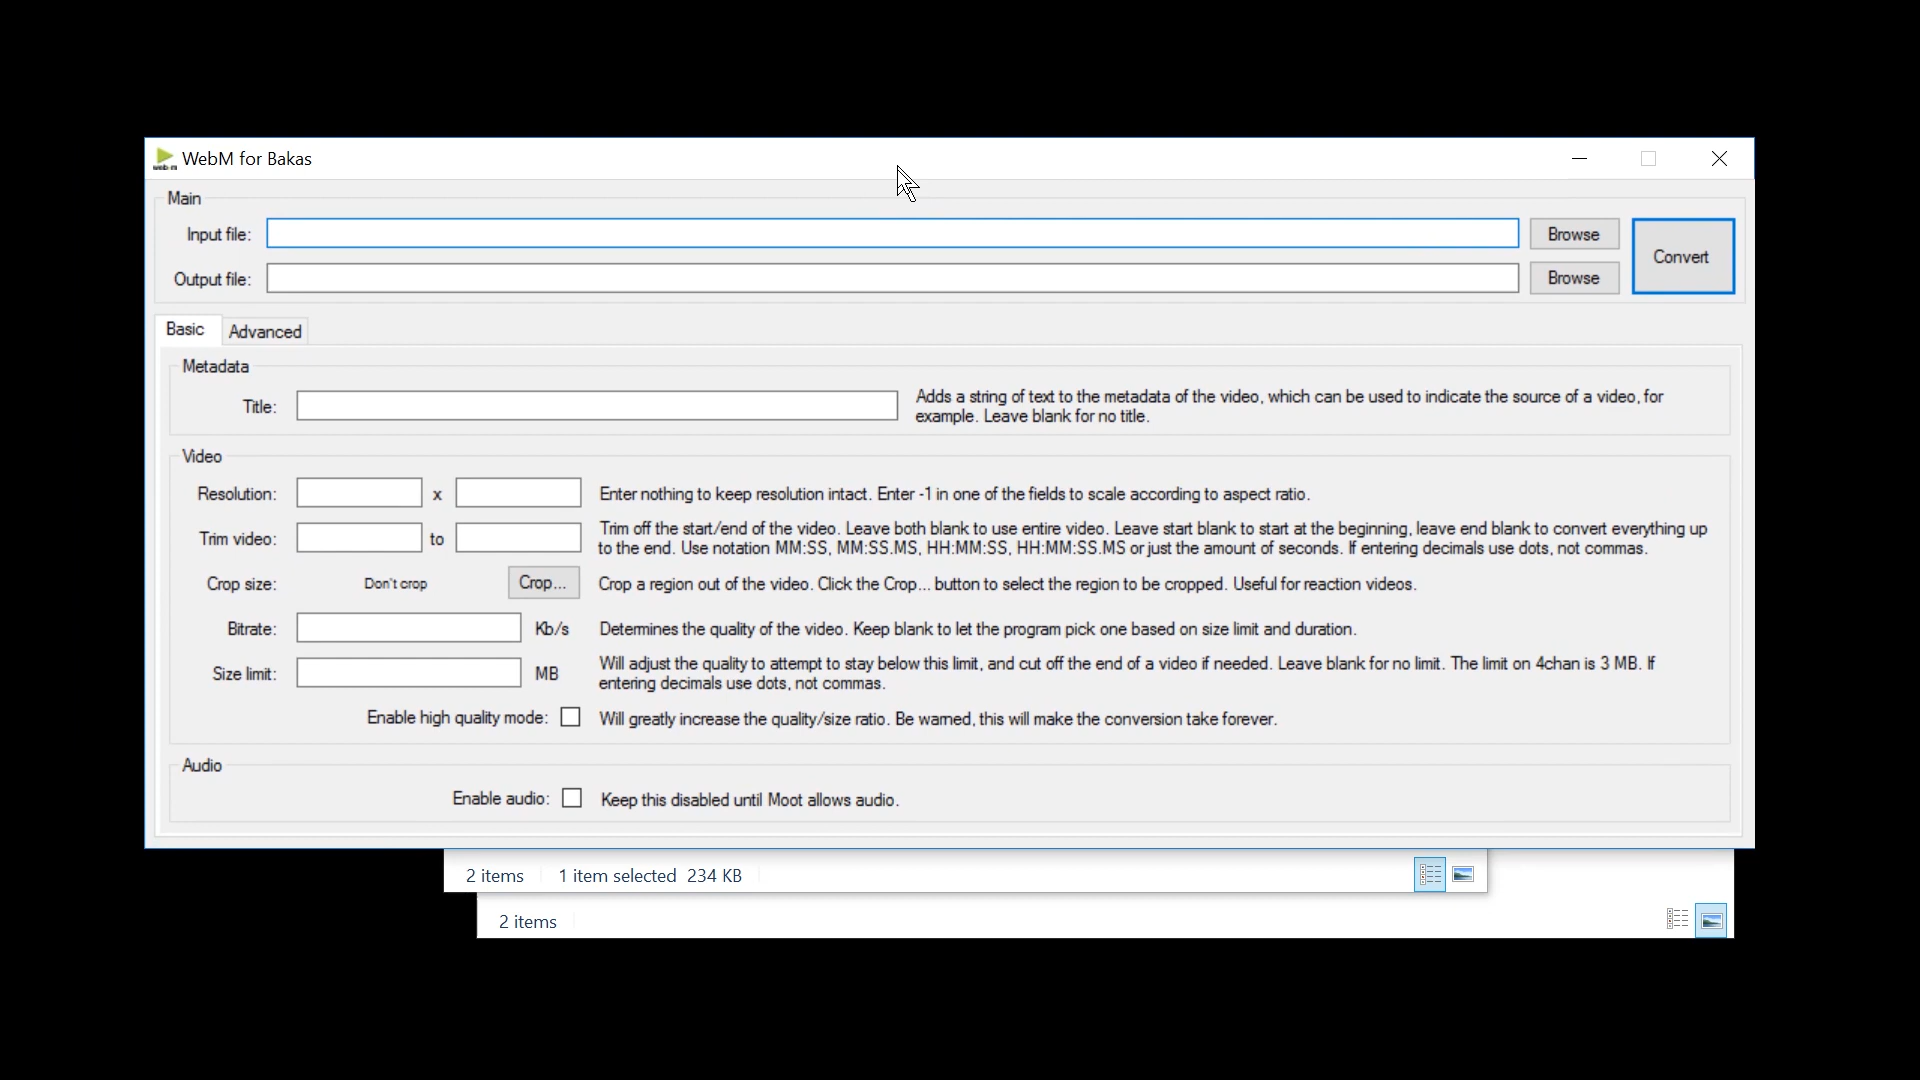 WebM for Bakas
Main
Input file:
Browse
Convert
Output file:
Browse
Basic
Advanced
Metadata
Title:
Adds a string of text to the metadata of the video, which can be used to indicate the source of a video, for
example. Leave blank for no title.
Video
Resolution:
x
Enter nothing to keep resolution intact. Enter -1 in one of the fields to scale according to aspect ratio.
Trim video:
to
Trim off the start/end of the video. Leave both blank to use entire video. Leave start blank to start at the beginning, leave end blank to convert everything up
to the end. Use notation MM:SS, MM:SS.MS, HH:MM:SS, HH:MM:SS.MS or just the amount of seconds. If entering decimals use dots, not commas.
Crop size:
Don't crop
Crop...
Crop a region out of the video. Click the Crop... button to select the region to be cropped. Useful for reaction videos.
Bitrate:
Kb/s
Determines the quality of the video. Keep blank to let the program pick one based on size limit and duration.
Size limit:
MB
Will adjust the quality to attempt to stay below this limit, and cut off the end of a video if needed. Leave blank for no limit. The limit on 4chan is 3 MB. If
entering decimals use dots, not commas.
Enable high quality mode:
Will greatly increase the quality/size ratio. Be warned, this will make the conversion take forever.
Audio
Enable audio:
Keep this disabled until Moot allows audio.
2 items
1 item selected 234 KB
2 items